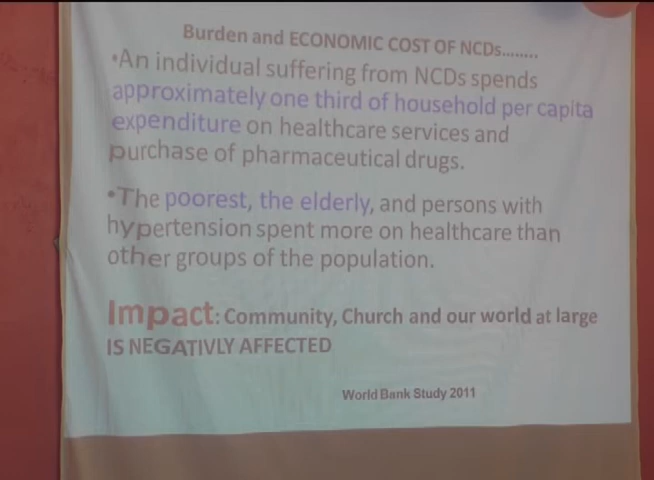 Burden and ECONOMIC COST OF NCDs........
•An individual suffering from NCDs spends
approximately one third of household per capita
expenditure on healthcare services and
purchase of pharmaceutical drugs.
•The poorest, the elderly, and persons with
hypertension spent more on healthcare than
other groups of the population.
Impact: Community, Church and our world at large
IS NEGATIVLY AFFECTED
World Bank Study 2011